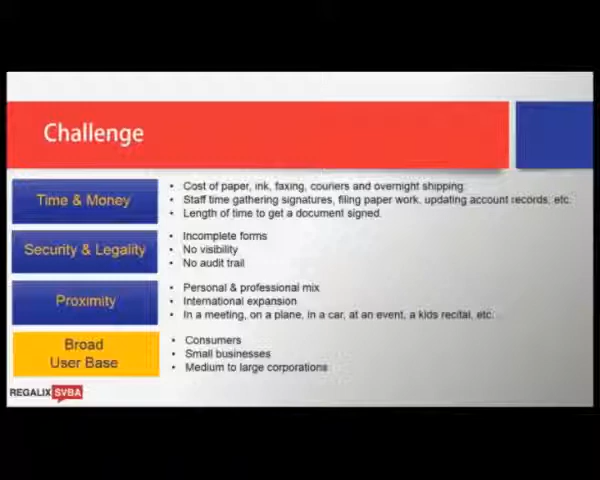 Challenge
Time & Money
• Cost of paper, ink, faxing, couriers and overnight shipping.
• Staff time gathering signatures, filing paper work, updating account records, etc.
• Length of time to get a document signed.
Security & Legality
• Incomplete forms
• No visibility
• No audit trail
Proximity
• Personal & professional mix
• International expansion
• In a meeting, on a plane, in a car, at an event, a kids recital, etc.
Broad
User Base
• Consumers
• Small businesses
• Medium to large corporations
REGALIX SVBA